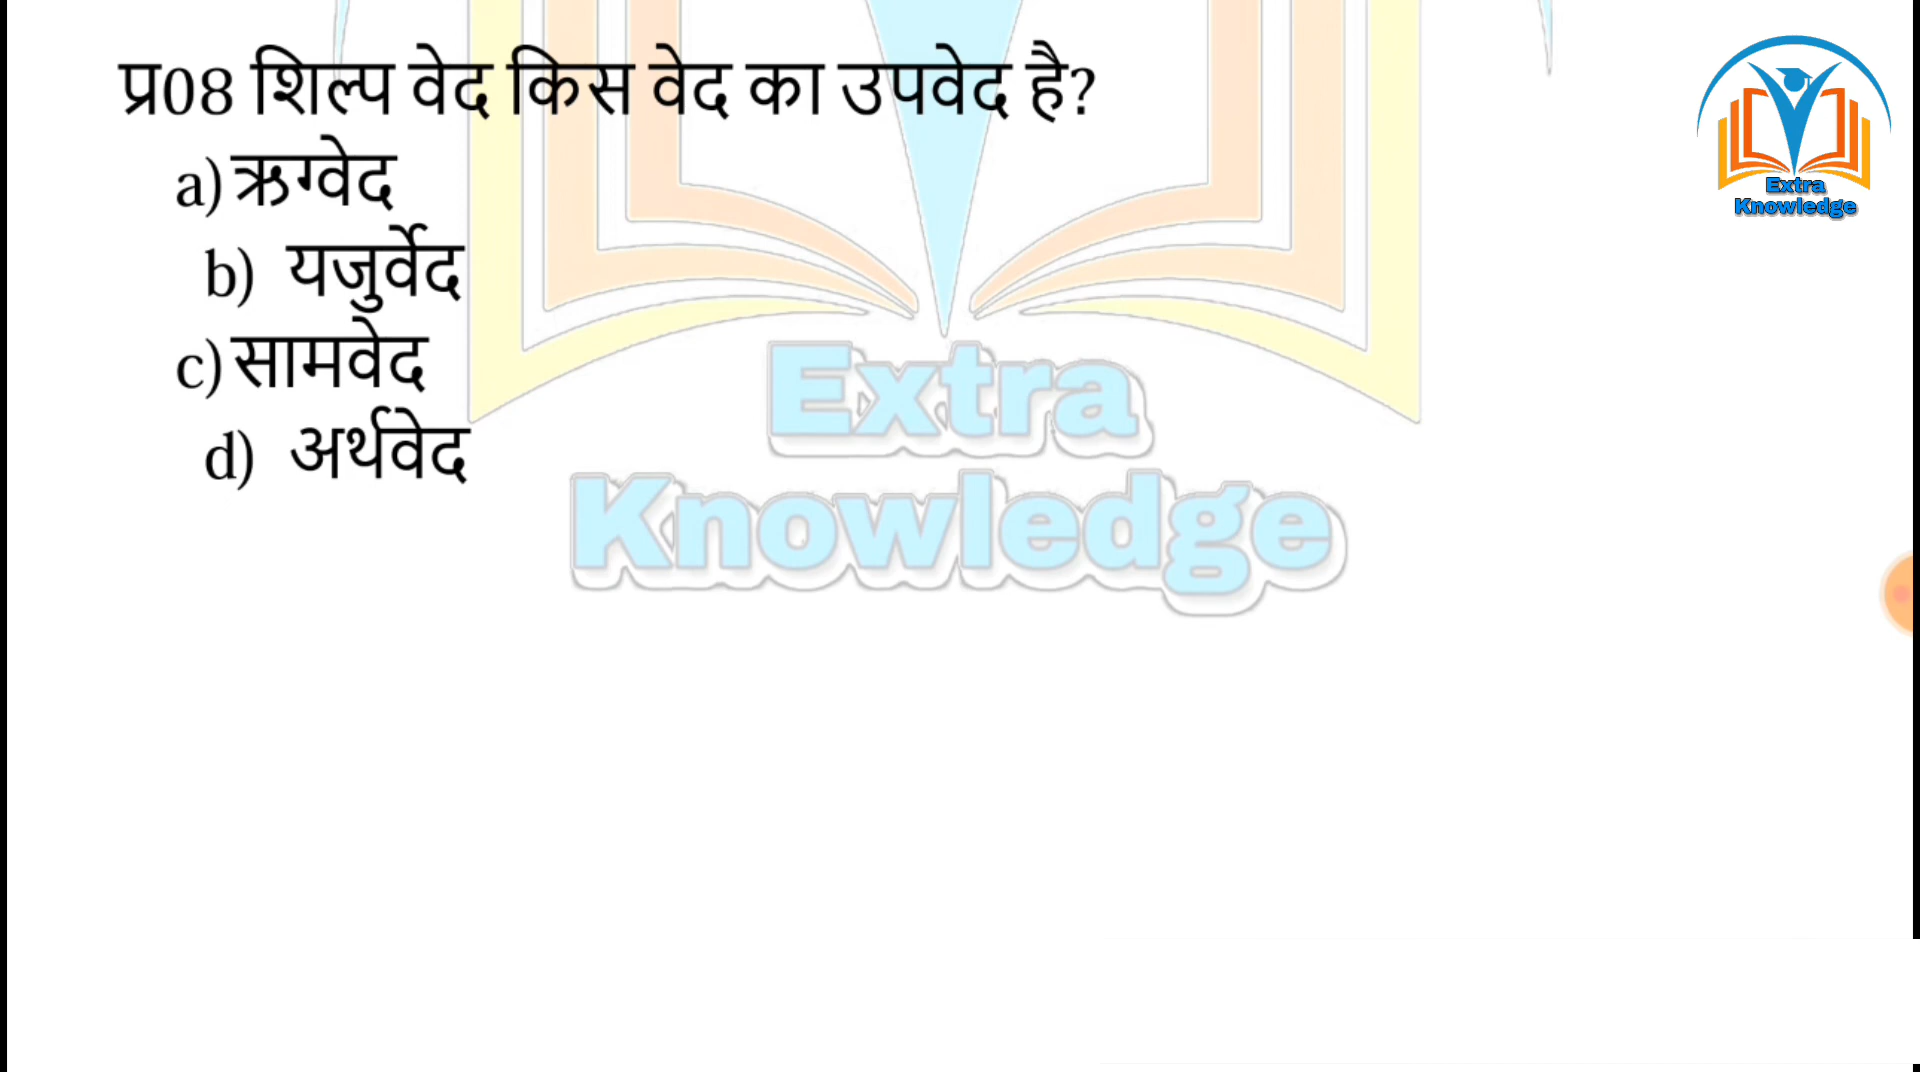 प्र08 शिल्प वेद किस वेद का उपवेद है?
a) ऋग्वेद
b) यजुर्वेद
c) सामवेद
d) अर्थवेद
Extra
Knowledge
Extra
Knowledge